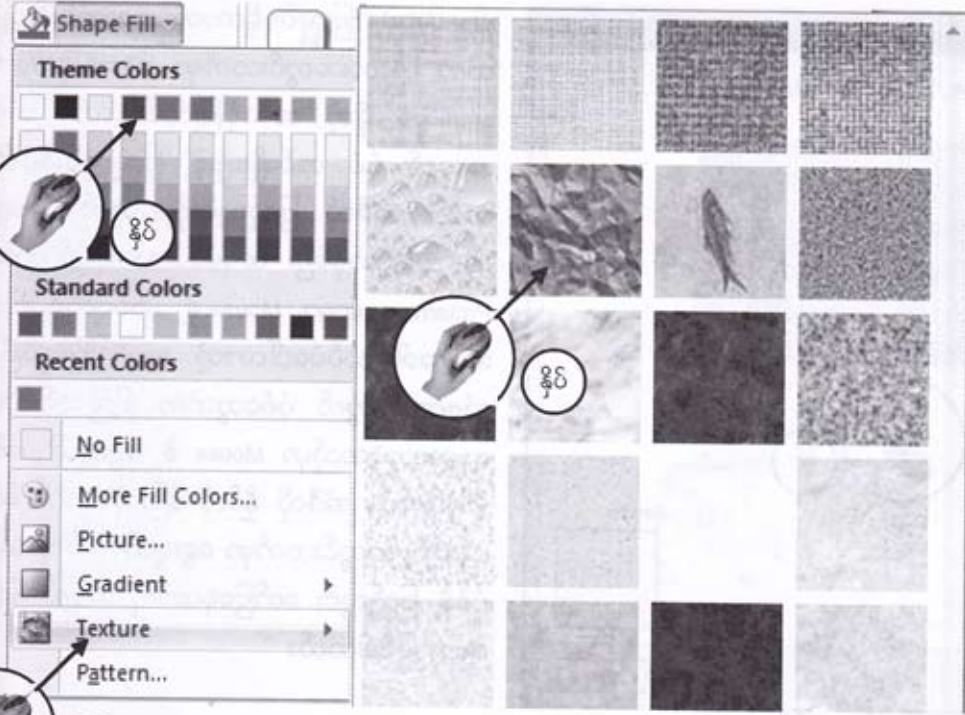 Shape Fill
Theme Colors
နှိပ်
Standard Colors
Recent Colors
No Fill
More Fill Colors...
Picture...
Gradient
Texture
Pattern...
နှိပ်